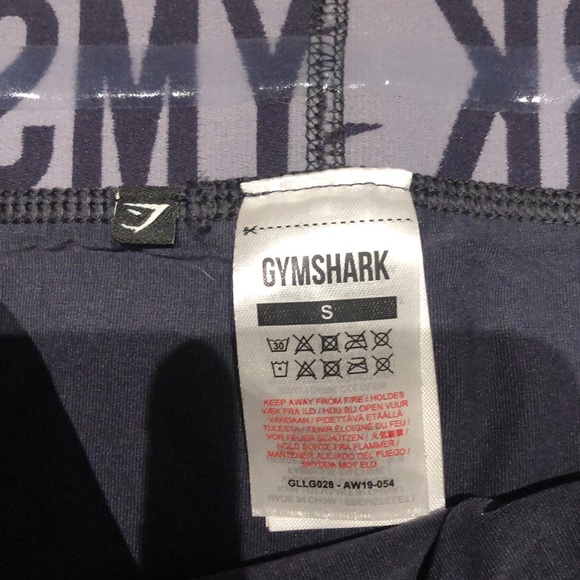 GYMSHARK
S
30
KEEP AWAY FROM FIRE / HOLDES
VÆK FRA ILD / HOU BIJ OPEN VUUR
VANDAAN / PIDETTÄVÄ ETÄÄLLÄ
TULESTA / TENIR ÉLOIGNÉ DU FEU /
VOR FEUER SCHÜTZEN /
HOLD BORTE FRA FLAMMER /
MANTENER ALEJADO DEL FUEGO /
SKYDDA MOT ELD
GLLG028 - AW19-054